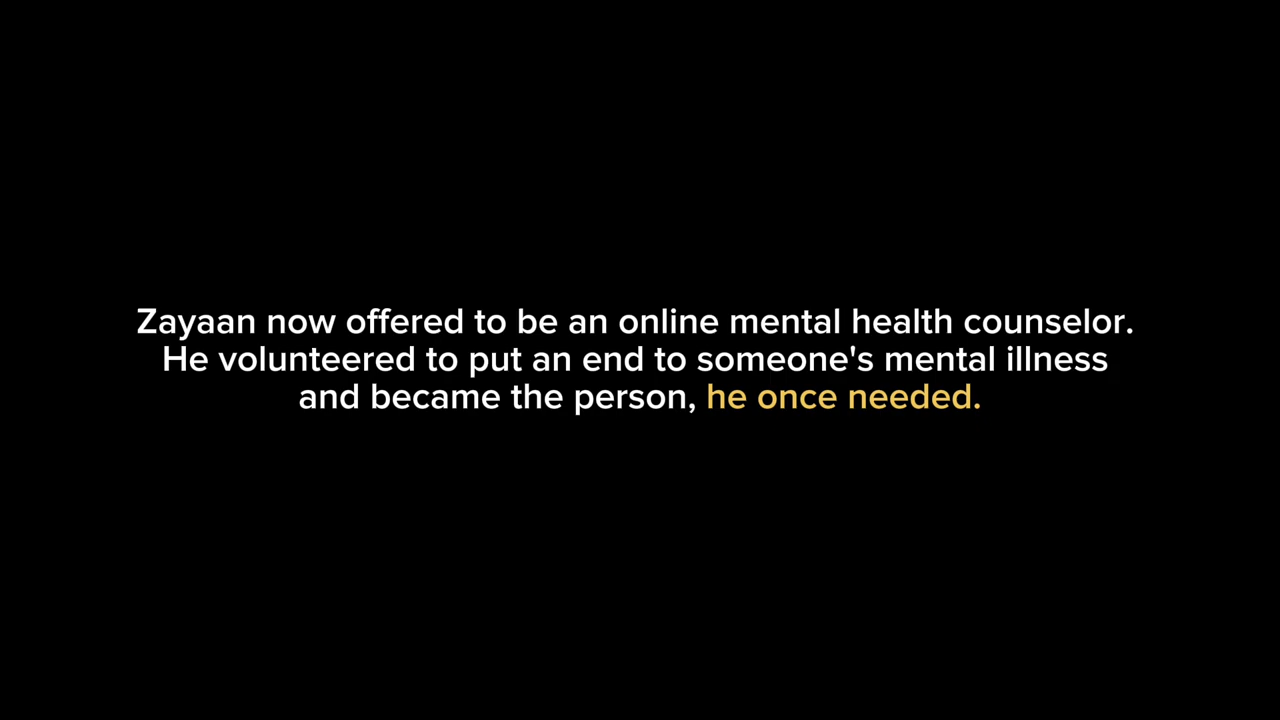 Zayaan now offered to be an online mental health counselor.
He volunteered to put an end to someone's mental illness
and became the person, he once needed.